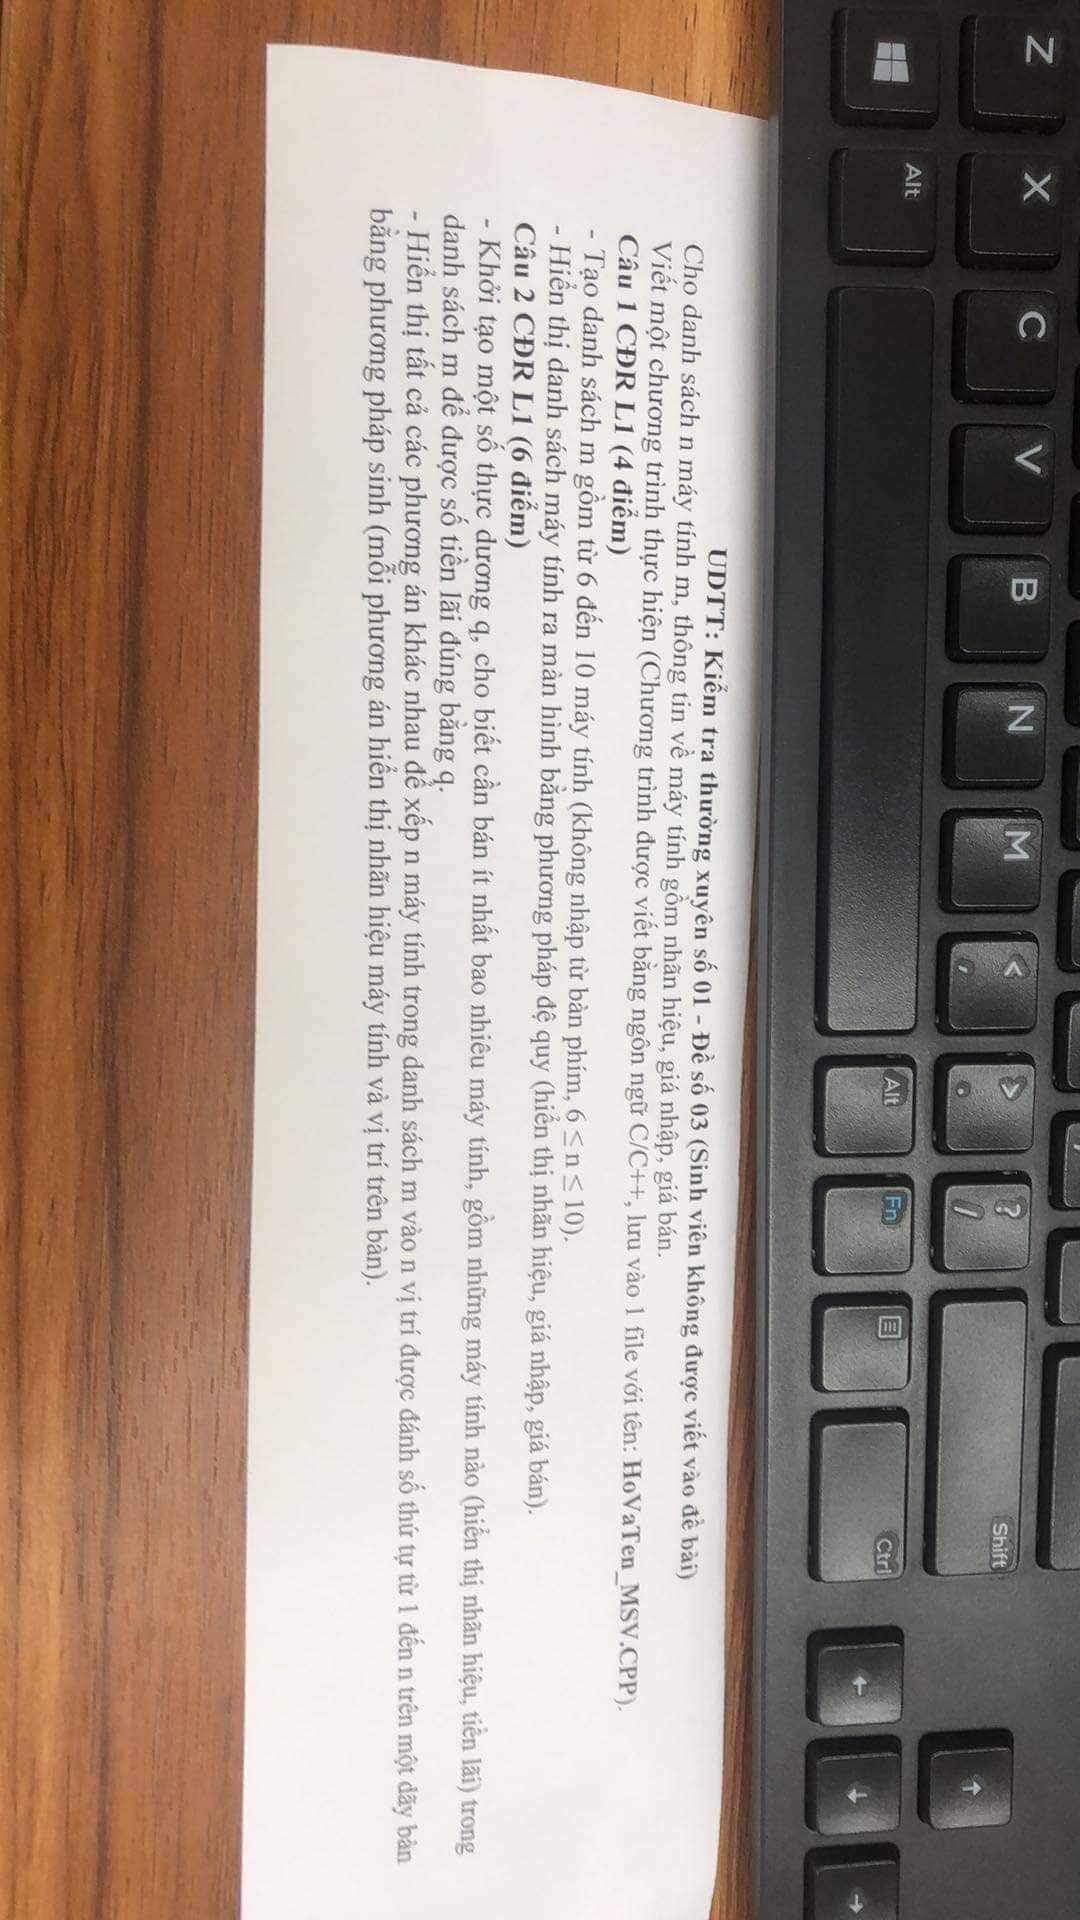 Z X C V B N M < , > . ? / Shift ↑
Alt Alt Fn Ctrl ← ↓ →
UDTT: Kiểm tra thường xuyên số 01 - Đề số 03 (Sinh viên không được viết vào đề bài)
Cho danh sách n máy tính m, thông tin về máy tính gồm nhãn hiệu, giá nhập, giá bán.
Viết một chương trình thực hiện (Chương trình được viết bằng ngôn ngữ C/C++, lưu vào 1 file với tên: HoVaTen_MSV.CPP).
Câu 1 CĐR L1 (4 điểm)
- Tạo danh sách m gồm từ 6 đến 10 máy tính (không nhập từ bàn phím, 6 ≤ n ≤ 10).
- Hiển thị danh sách máy tính ra màn hình bằng phương pháp đệ quy (hiển thị nhãn hiệu, giá nhập, giá bán).
Câu 2 CĐR L1 (6 điểm)
- Khởi tạo một số thực dương q, cho biết cần bán ít nhất bao nhiêu máy tính, gồm những máy tính nào (hiển thị nhãn hiệu, tiền lãi) trong
danh sách m để được số tiền lãi đúng bằng q.
- Hiển thị tất cả các phương án khác nhau để xếp n máy tính trong danh sách m vào n vị trí được đánh số thứ tự từ 1 đến n trên một dãy bàn
bằng phương pháp sinh (mỗi phương án hiển thị nhãn hiệu máy tính và vị trí trên bàn).